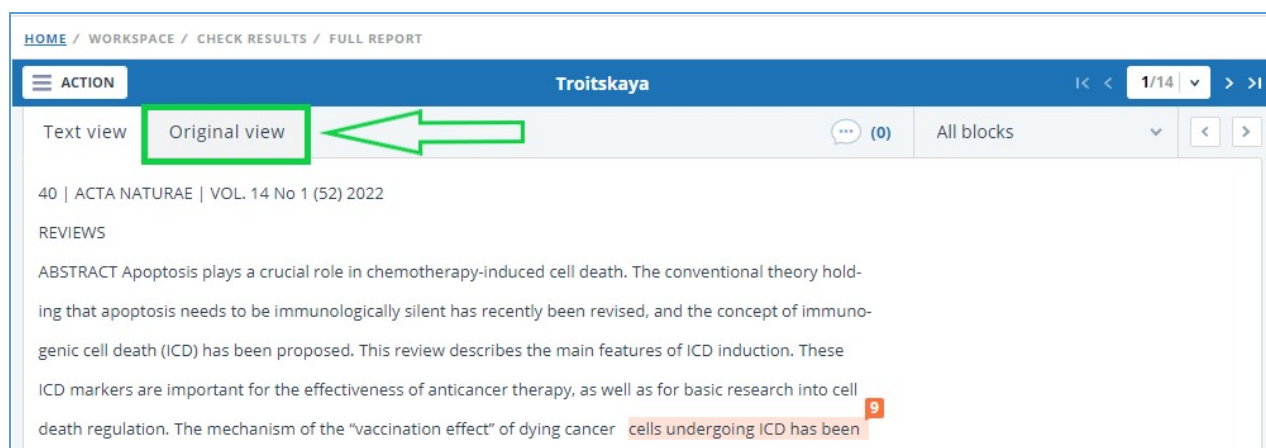 HOME / WORKSPACE / CHECK RESULTS / FULL REPORT
ACTION Troitskaya 1/14
Text view Original view (0) All blocks
40 | ACTA NATURAE | VOL. 14 No 1 (52) 2022
REVIEWS
ABSTRACT Apoptosis plays a crucial role in chemotherapy-induced cell death. The conventional theory hold-
ing that apoptosis needs to be immunologically silent has recently been revised, and the concept of immuno-
genic cell death (ICD) has been proposed. This review describes the main features of ICD induction. These
ICD markers are important for the effectiveness of anticancer therapy, as well as for basic research into cell
9
death regulation. The mechanism of the “vaccination effect” of dying cancer cells undergoing ICD has been